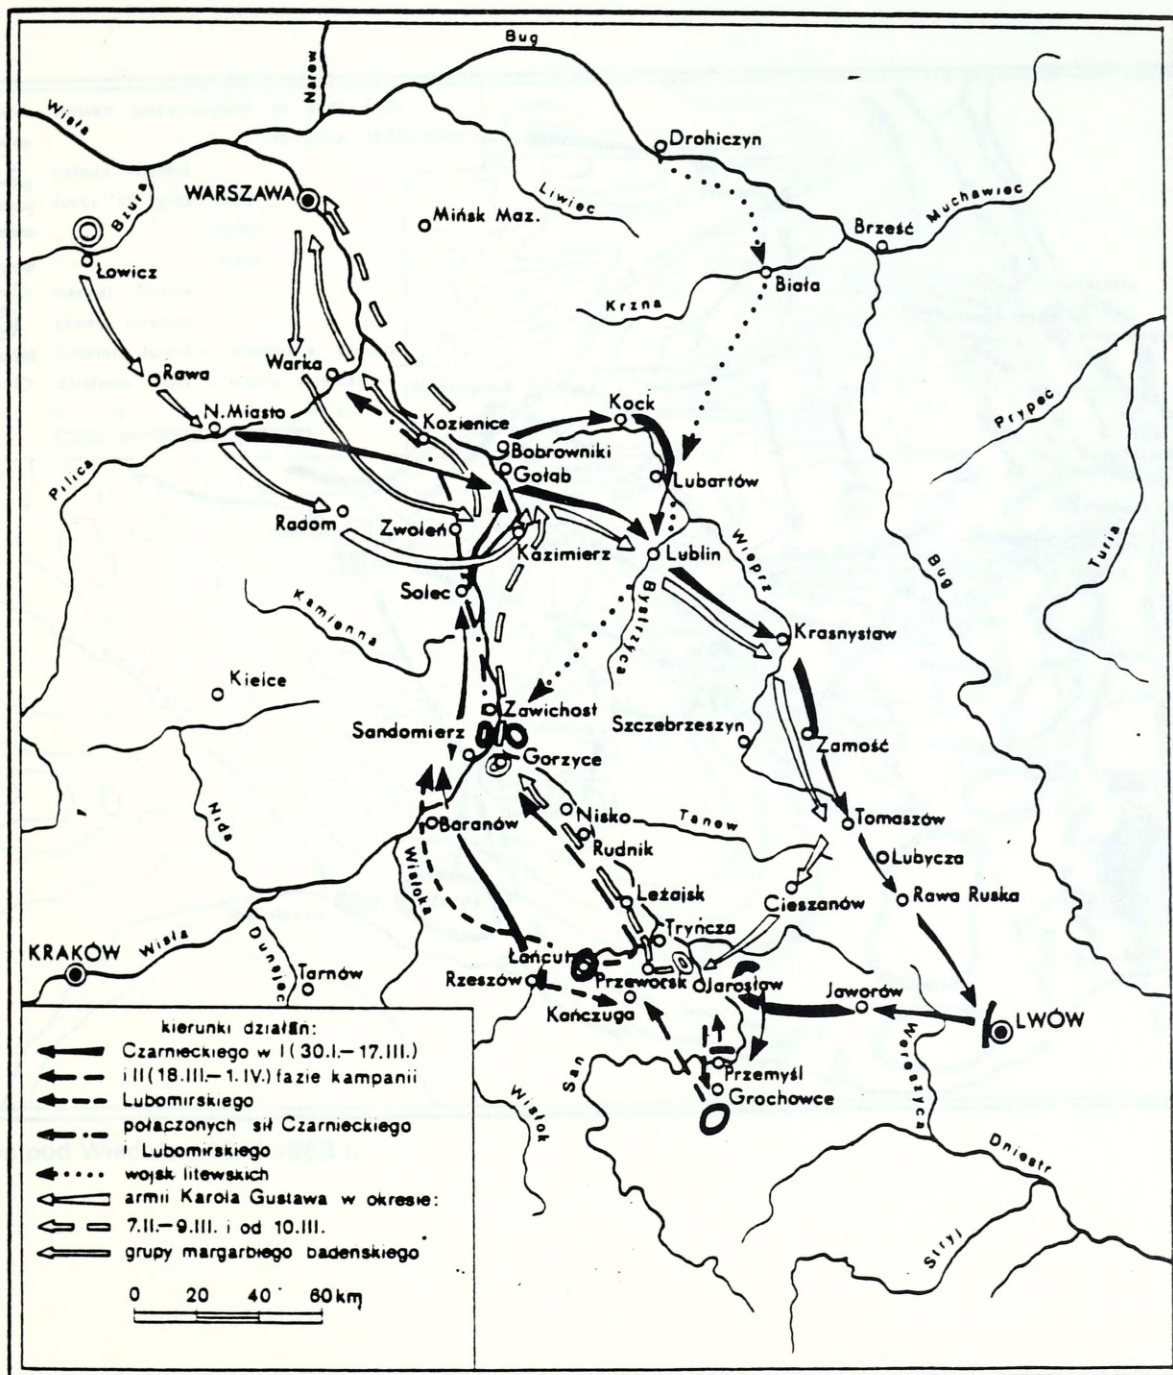 Bug
Narew
Wisła
Drohiczyn
WARSZAWA
Bzura
Liwiec
Muchawiec
Mińsk Maz.
Brześć
Łowicz
Biała
Krzna
Rawa
Warka
N. Miasto
Kock
Prypeć
Kozienice
Bobrowniki
Gołąb
Lubartów
Pilica
Radom
Zwoleń
Kazimierz
Lublin
Wieprz
Turia
Bug
Solec
Bystrzyca
Kamienna
Krasnystaw
Kielce
Zawichost
Sandomierz
Szczebrzeszyn
Zamość
Gorzyce
Nida
Nisko
Tanew
Tomaszów
Baranów
Rudnik
Lubycza
Wisłoka
Leżajsk
Cieszanów
Rawa Ruska
Tryńcza
KRAKÓW
Wisła
Dunajec
Łańcut
Tarnów
Rzeszów
Przeworsk
Jarosław
Jaworów
LWÓW
Kańczuga
Wereszyca
San
Przemyśl
Grochowce
Wisłok
Dniestr
Stryj
kierunki działań:
Czarnieckiego w I (30.I.–17.III.)
i II (18.III.–1.IV.) fazie kampanii
Lubomirskiego
połączonych sił Czarnieckiego
i Lubomirskiego
wojsk litewskich
armii Karola Gustawa w okresie:
7.II.–9.III. i od 10.III.
grupy margarbiego badeńskiego
0 20 40 60 km